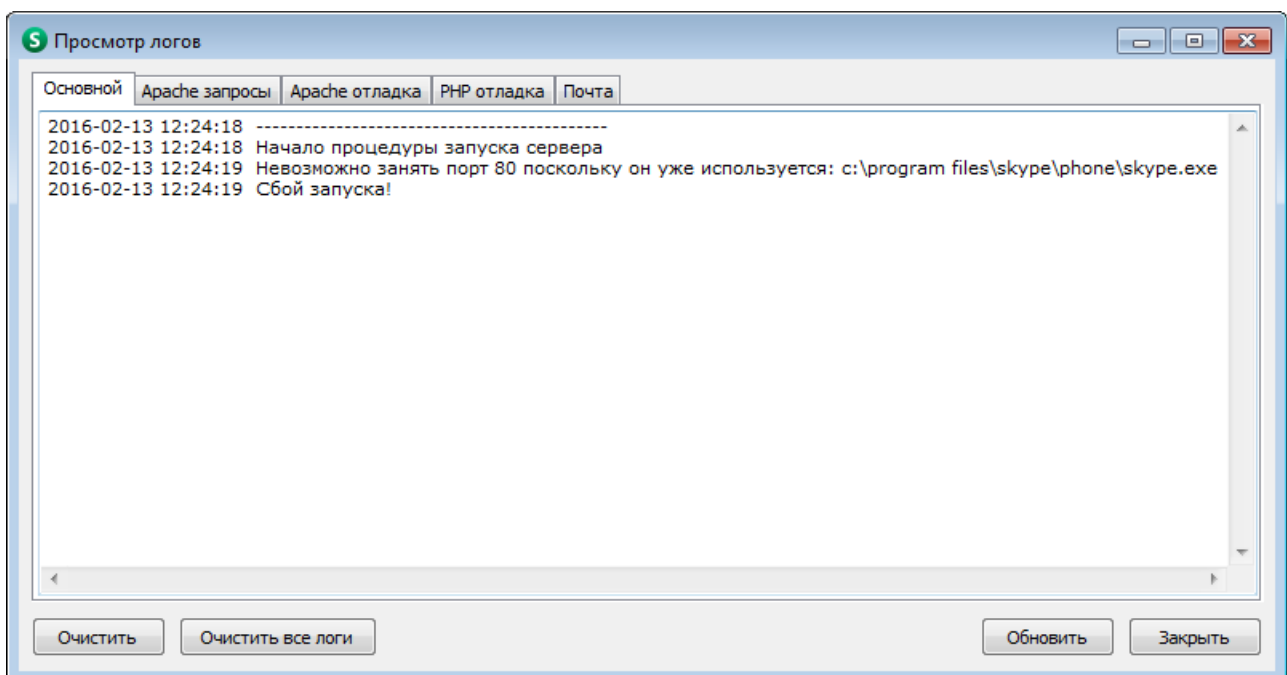 S Просмотр логов
Основной Apache запросы Apache отладка PHP отладка Почта
2016-02-13 12:24:18 --------------------------------------------
2016-02-13 12:24:18 Начало процедуры запуска сервера
2016-02-13 12:24:19 Невозможно занять порт 80 поскольку он уже используется: c:\program files\skype\phone\skype.exe
2016-02-13 12:24:19 Сбой запуска!
Очистить Очистить все логи Обновить Закрыть